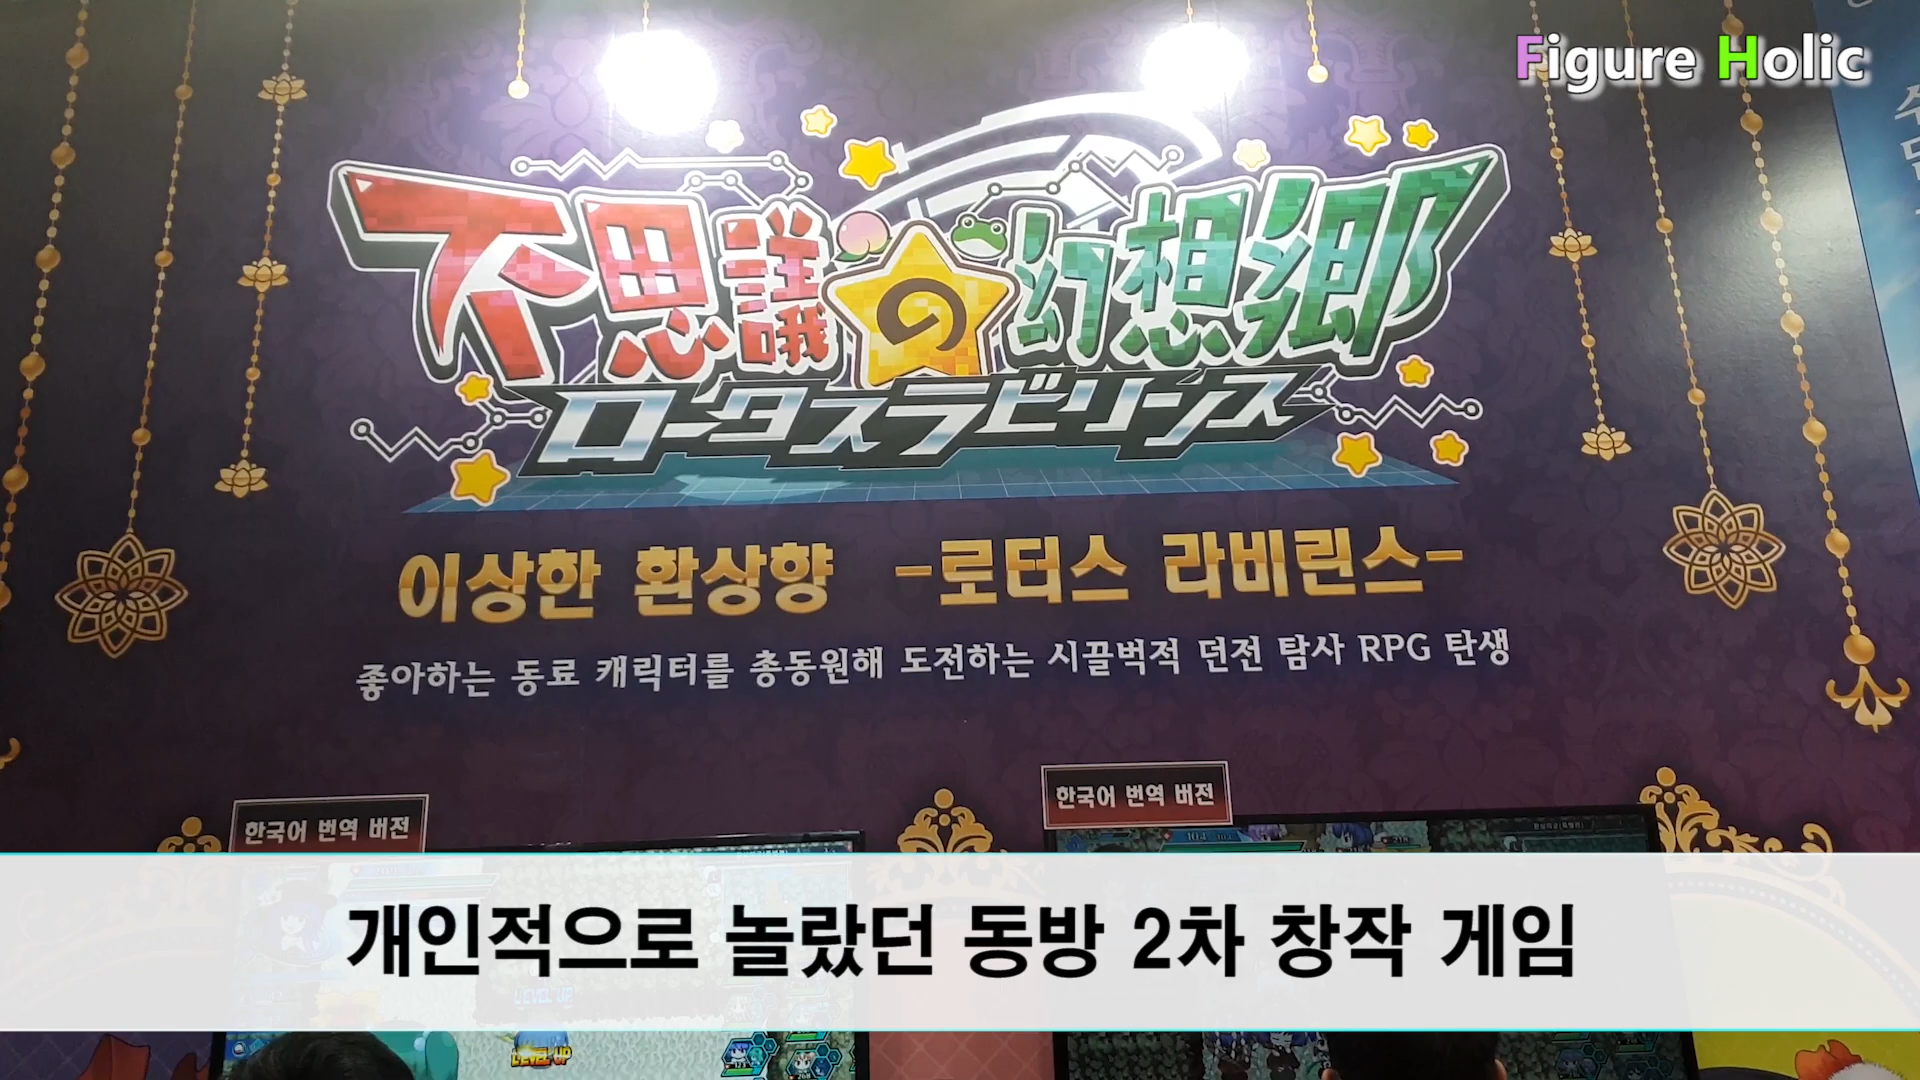 Figure Holic
不思議の幻想郷
ロータスラビリンス
이상한 환상향 -로터스 라비린스-
좋아하는 동료 캐릭터를 총동원해 도전하는 시끌벅적 던전 탐사 RPG 탄생
한국어 번역 버전
한국어 번역 버전
개인적으로 놀랐던 동방 2차 창작 게임
LEVEL UP
LEVEL UP